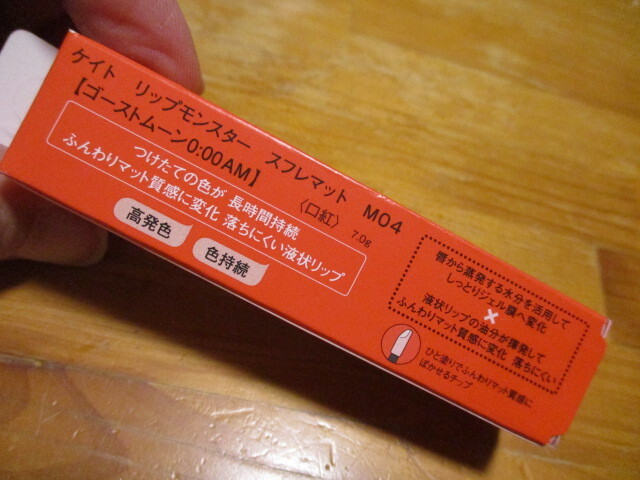 ケイト リップモンスター スフレマット M04
【ゴーストムーン0:00AM】
〈口紅〉 7.0g
つけたての色が 長時間持続
ふんわりマット質感に変化 落ちにくい液状リップ
高発色
色持続
唇から蒸発する水分を活用して
しっとりジェル膜へ変化
×
液状リップの油分が揮発して
ふんわりマット質感に変化 落ちにくい
ひと塗りでふんわりマット質感に
ぼかせるチップ